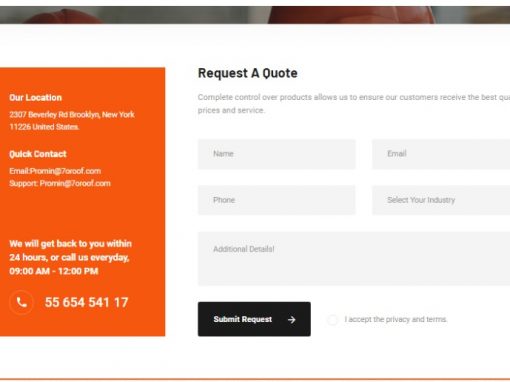 Our Location
2307 Beverley Rd Brooklyn, New York
11226 United States.
Quick Contact
Email:Promin@7oroof.com
Support: Promin@7oroof.com
We will get back to you within
24 hours, or call us everyday,
09:00 AM - 12:00 PM
55 654 541 17
Request A Quote
Complete control over products allows us to ensure our customers receive the best
prices and service.
Name
Email
Phone
Select Your Industry
Additional Details!
Submit Request
I accept the privacy and terms.